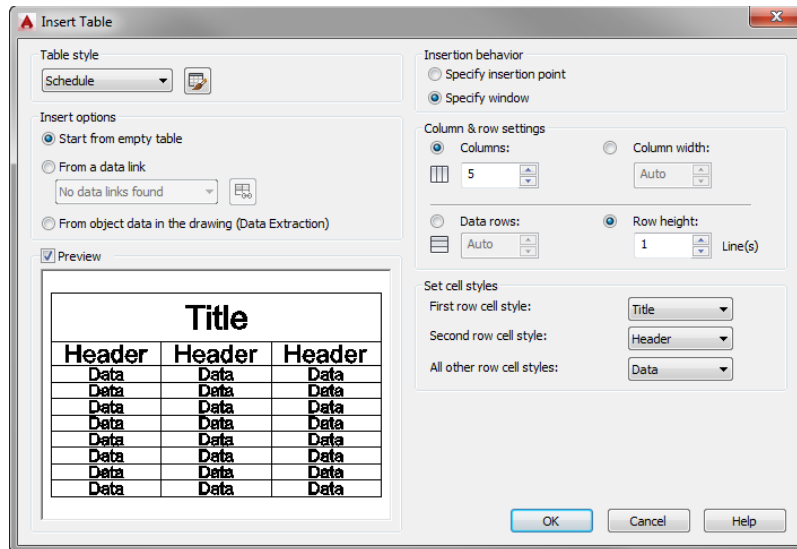 Insert Table
Table style
Schedule
Insert options
Start from empty table
From a data link
No data links found
From object data in the drawing (Data Extraction)
Preview
Title
Header Header Header
Data Data Data
Data Data Data
Data Data Data
Data Data Data
Data Data Data
Data Data Data
Data Data Data
Data Data Data
Insertion behavior
Specify insertion point
Specify window
Column & row settings
Columns: Column width:
5 Auto
Data rows: Row height:
Auto 1 Line(s)
Set cell styles
First row cell style: Title
Second row cell style: Header
All other row cell styles: Data
OK Cancel Help